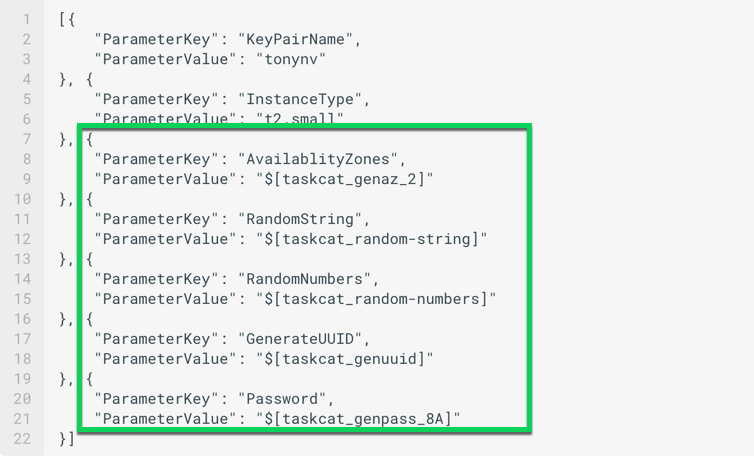 1 [{
2 "ParameterKey": "KeyPairName",
3 "ParameterValue": "tonynv"
4 }, {
5 "ParameterKey": "InstanceType",
6 "ParameterValue": "t2.small"
7 }, {
8 "ParameterKey": "AvailablityZones",
9 "ParameterValue": "$[taskcat_genaz_2]"
10 }, {
11 "ParameterKey": "RandomString",
12 "ParameterValue": "$[taskcat_random-string]"
13 }, {
14 "ParameterKey": "RandomNumbers",
15 "ParameterValue": "$[taskcat_random-numbers]"
16 }, {
17 "ParameterKey": "GenerateUUID",
18 "ParameterValue": "$[taskcat_genuuid]"
19 }, {
20 "ParameterKey": "Password",
21 "ParameterValue": "$[taskcat_genpass_8A]"
22 }]